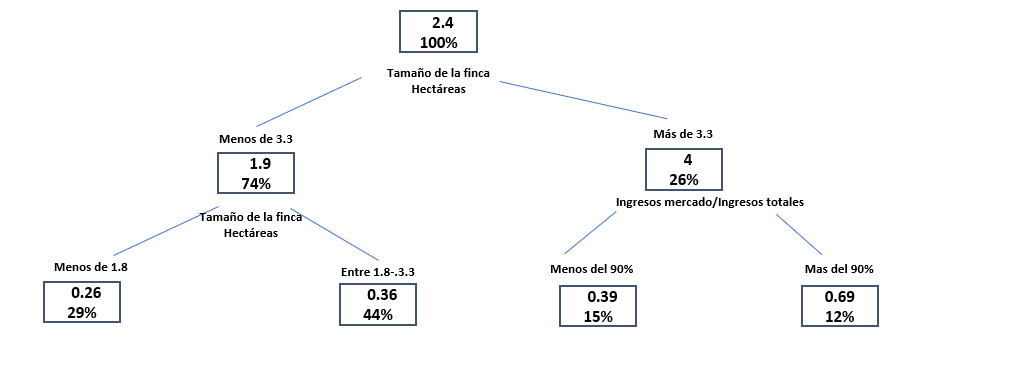 2.4
100%
Tamaño de la finca
Hectáreas
Menos de 3.3
1.9
74%
Más de 3.3
4
26%
Tamaño de la finca
Hectáreas
Ingresos mercado/Ingresos totales
Menos de 1.8
0.26
29%
Entre 1.8-.3.3
0.36
44%
Menos del 90%
0.39
15%
Mas del 90%
0.69
12%